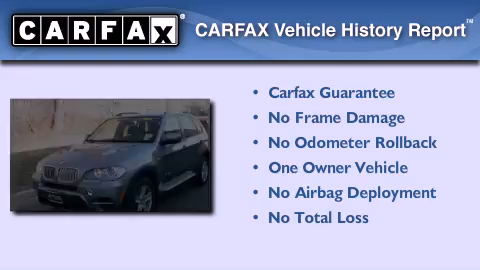 CARFAX®
CARFAX Vehicle History Report™
• Carfax Guarantee
• No Frame Damage
• No Odometer Rollback
• One Owner Vehicle
• No Airbag Deployment
• No Total Loss